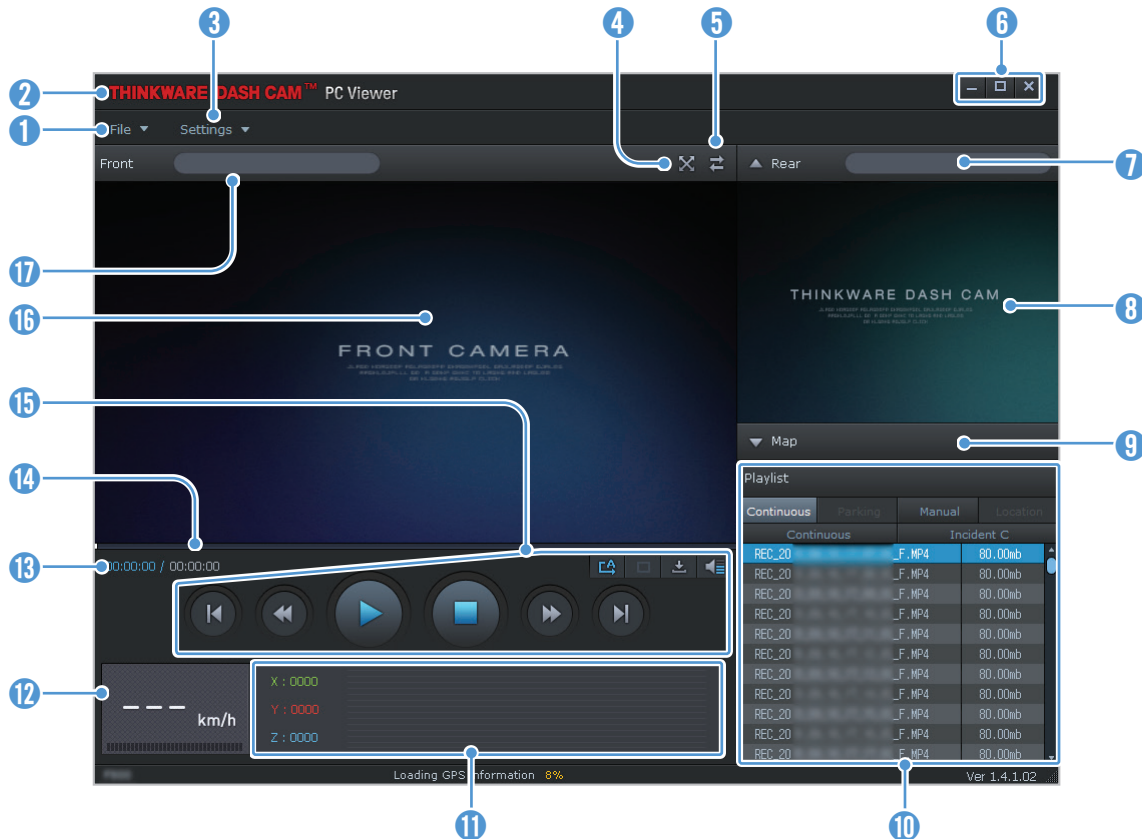 3
4
5
6
2
THINKWARE DASH CAM™ PC Viewer
1
File
Settings
Front
Rear
7
17
16
FRONT CAMERA
THINKWARE DASH CAM
8
15
Map
9
14
Playlist
Continuous Parking Manual Location
Continuous Incident C
13
00:00:00 / 00:00:00
REC_20 _F.MP4 80.00mb
REC_20 _F.MP4 80.00mb
REC_20 _F.MP4 80.00mb
REC_20 _F.MP4 80.00mb
REC_20 _F.MP4 80.00mb
REC_20 _F.MP4 80.00mb
REC_20 _F.MP4 80.00mb
REC_20 _F.MP4 80.00mb
REC_20 _F.MP4 80.00mb
REC_20 _F.MP4 80.00mb
REC_20 _F.MP4 80.00mb
12
--- km/h
X : 0000
Y : 0000
Z : 0000
Loading GPS Information 8%
Ver 1.4.1.02
11
10